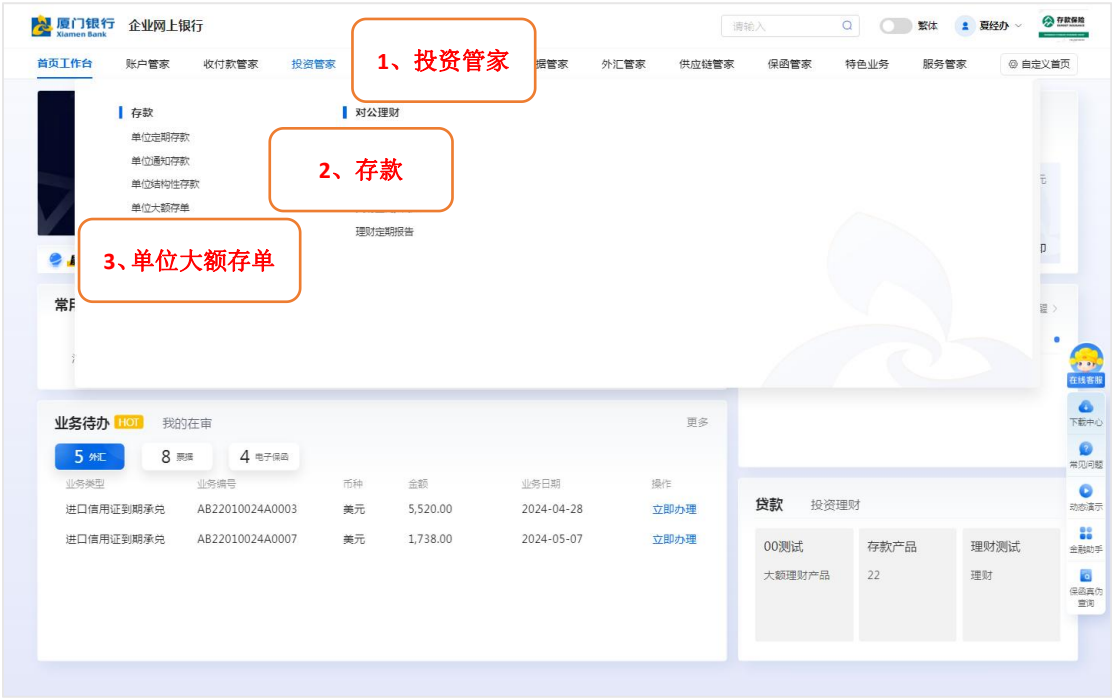 厦门银行 企业网上银行 请输入 繁体 夏经办 存款保险
Xiamen Bank
首页工作台 账户管家 收付款管家 投资管家 1、投资管家 据管家 外汇管家 供应链管家 保函管家 特色业务 服务管家 自定义首页
存款 对公理财
单位定期存款
单位通知存款
2、存款
单位结构性存款
单位大额存单
理财定期报告
3、单位大额存单
元
常用
在线客服
业务待办 HOT 我的在审 更多
下载中心
5 外汇 8 票据 4 电子保函
常见问题
业务类型 业务编号 币种 金额 业务日期 操作
进口信用证到期承兑 AB22010024A0003 美元 5,520.00 2024-04-28 立即办理
贷款 投资理财
动态演示
进口信用证到期承兑 AB22010024A0007 美元 1,738.00 2024-05-07 立即办理
00测试 存款产品 理财测试
金融助手
大额理财产品 22 理财
保函真伪
查询